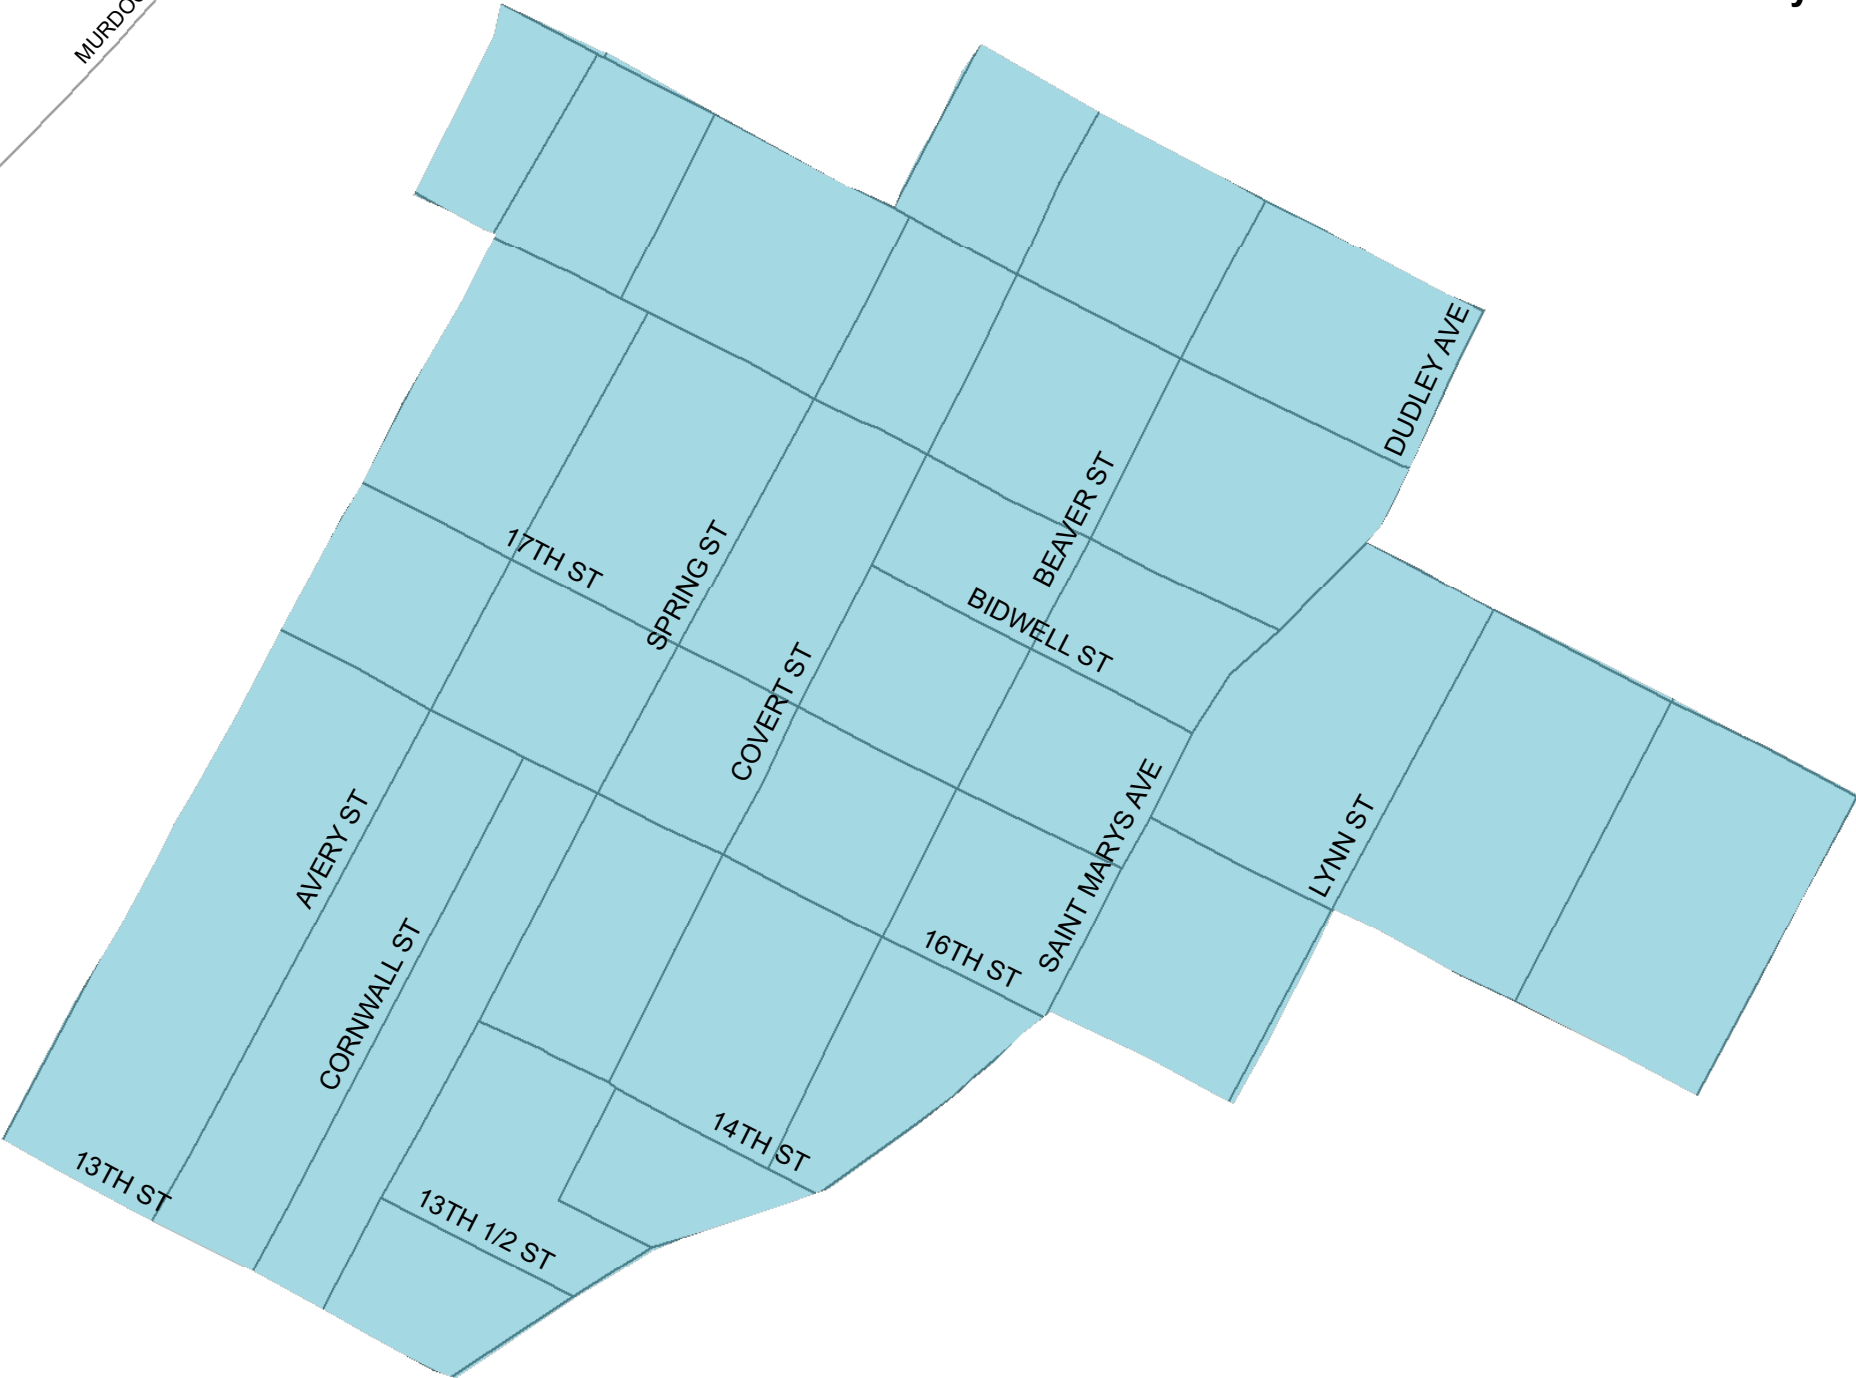 DUDLEY AVE
BEAVER ST
17TH ST
SPRING ST
BIDWELL ST
COVERT ST
SAINT MARYS AVE
AVERY ST
LYNN ST
CORNWALL ST
16TH ST
14TH ST
13TH ST
13TH 1/2 ST